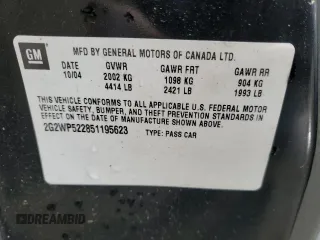 GM MFD BY GENERAL MOTORS OF CANADA LTD.
DATE GVWR GAWR FRT GAWR RR
10/04 2002 KG 1098 KG 904 KG
4414 LB 2421 LB 1993 LB
THIS VEHICLE CONFORMS TO ALL APPLICABLE U.S. FEDERAL MOTOR
VEHICLE SAFETY, BUMPER, AND THEFT PREVENTION STANDARDS
IN EFFECT ON THE DATE OF MANUFACTURE SHOWN ABOVE.
2G2WP522851195623 TYPE: PASS CAR
DREAMBID